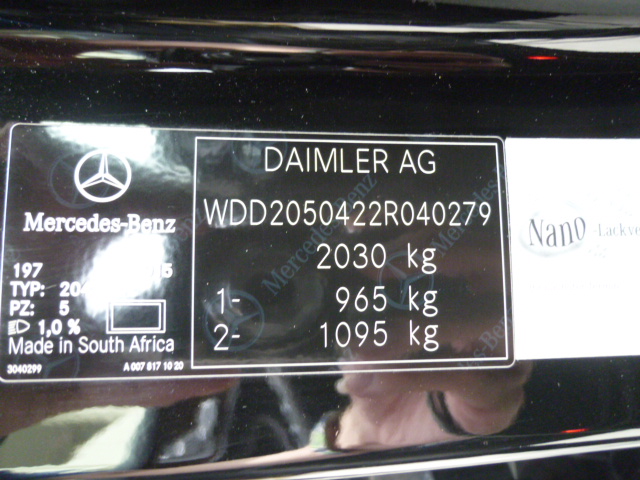 Mercedes-Benz
197
TYP:
PZ: 5
1,0 %
Made in South Africa
3040299 A 007 817 10 20
DAIMLER AG
WDD2050422R040279
2030 kg
1- 965 kg
2- 1095 kg
Nano-Lackve